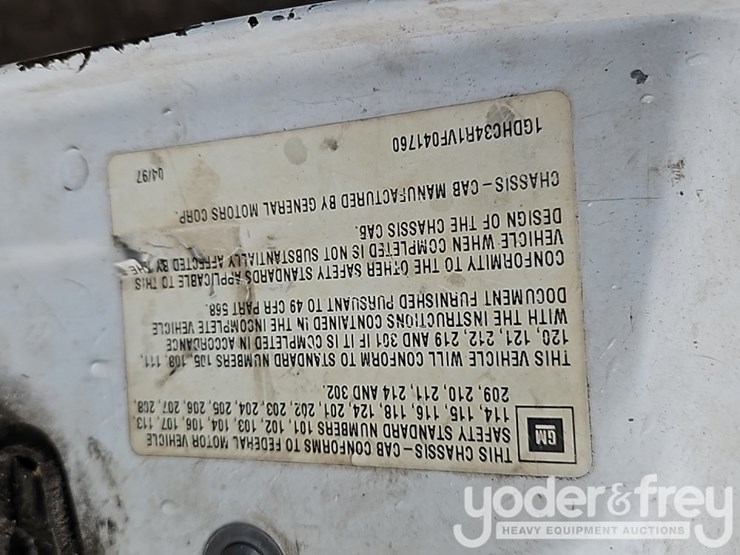 GM
THIS CHASSIS-CAB CONFORMS TO FEDERAL MOTOR VEHICLE
SAFETY STANDARD NUMBERS 101, 102, 103, 104, 106, 107, 113,
114, 115, 116, 118, 124, 201, 202, 203, 204, 205, 206, 207, 208,
209, 210, 211, 214 AND 302.
THIS VEHICLE WILL CONFORM TO STANDARD NUMBERS 105, 108, 111,
120, 121, 212, 219 AND 301 IF IT IS COMPLETED IN ACCORDANCE
WITH THE INSTRUCTIONS CONTAINED IN THE INCOMPLETE VEHICLE
DOCUMENT FURNISHED PURSUANT TO 49 CFR PART 568.
CONFORMITY TO THE OTHER SAFETY STANDARDS APPLICABLE TO THIS
VEHICLE WHEN COMPLETED IS NOT SUBSTANTIALLY AFFECTED BY THE
DESIGN OF THE CHASSIS CAB.
CHASSIS-CAB MANUFACTURED BY GENERAL MOTORS CORP.
1GDHC34R1VF041760 04/97
yoder&frey
HEAVY EQUIPMENT AUCTIONS